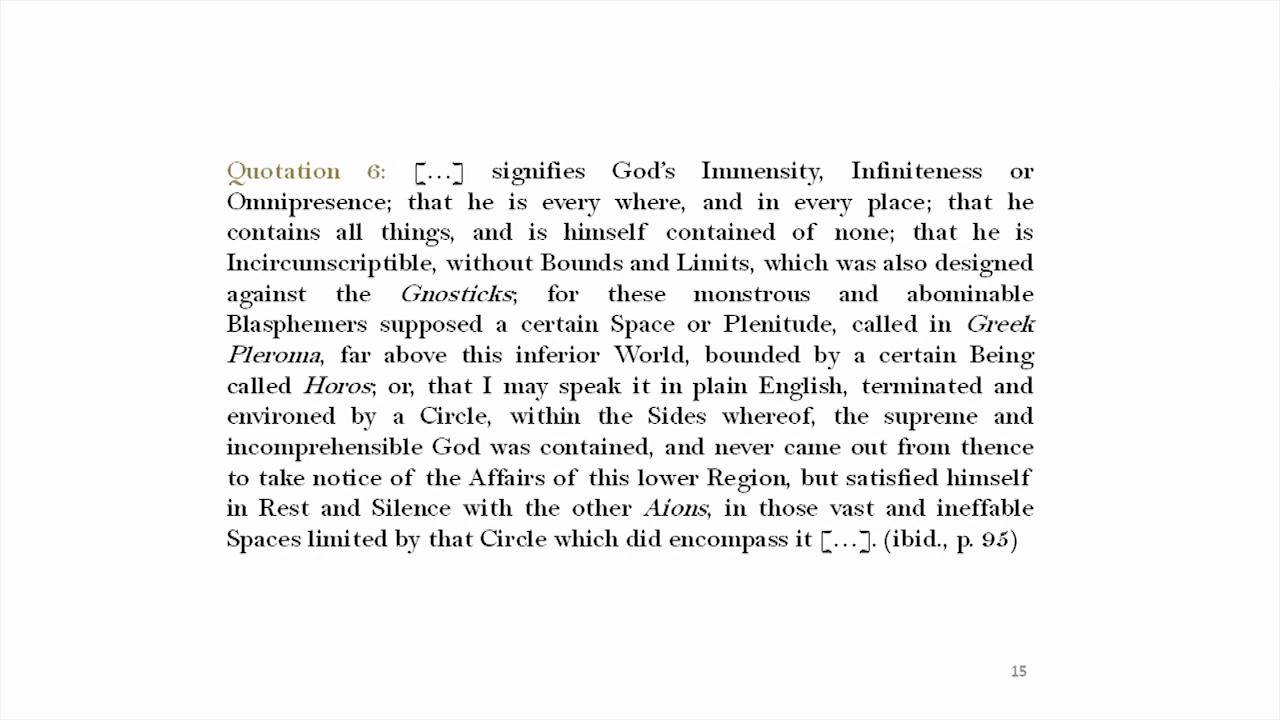 Quotation 6: […] signifies God’s Immensity, Infiniteness or
Omnipresence; that he is every where, and in every place; that he
contains all things, and is himself contained of none; that he is
Incircumscriptible, without Bounds and Limits, which was also designed
against the Gnosticks; for these monstrous and abominable
Blasphemers supposed a certain Space or Plenitude, called in Greek
Pleroma, far above this inferior World, bounded by a certain Being
called Horos; or, that I may speak it in plain English, terminated and
environed by a Circle, within the Sides whereof, the supreme and
incomprehensible God was contained, and never came out from thence
to take notice of the Affairs of this lower Region, but satisfied himself
in Rest and Silence with the other Aions, in those vast and ineffable
Spaces limited by that Circle which did encompass it […]. (ibid., p. 95)
15